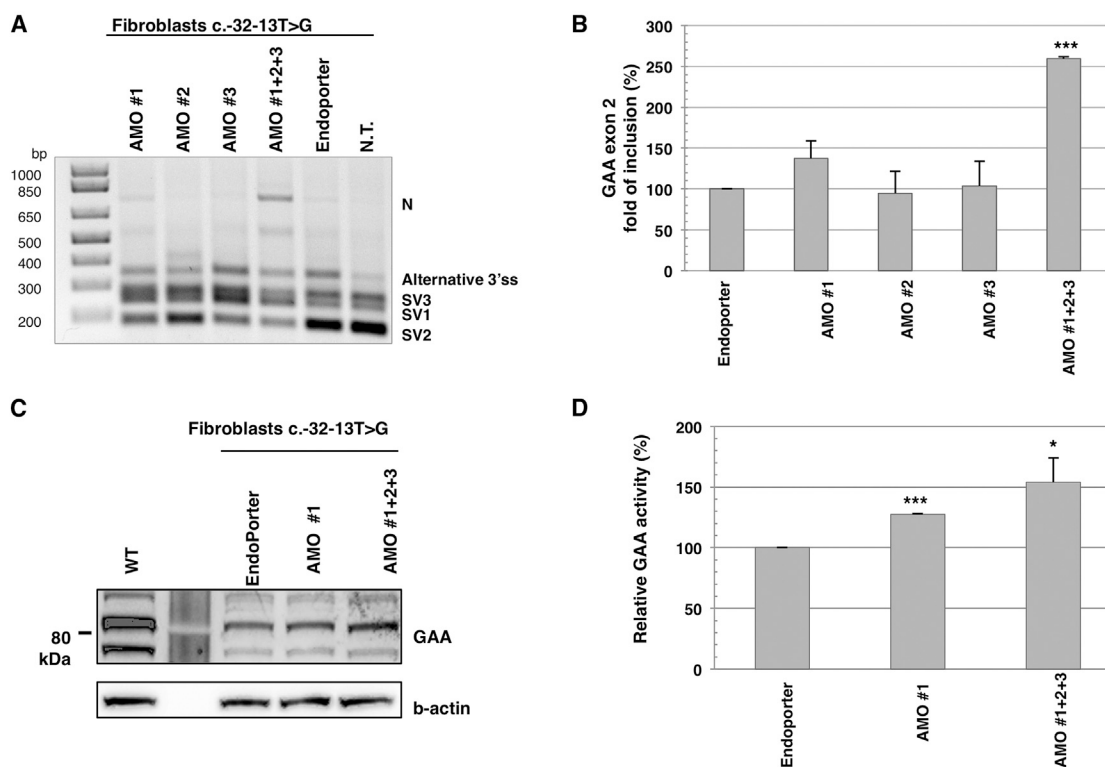 A
Fibroblasts c.-32-13T>G
AMO #1
AMO #2
AMO #3
AMO #1+2+3
Endoporter
N.T.
bp
1000
850
650
500
400
300
200
N
Alternative 3'ss
SV3
SV1
SV2
B
GAA exon 2
fold of inclusion (%)
300
250
200
150
100
50
0
***
Endoporter
AMO #1
AMO #2
AMO #3
AMO #1+2+3
C
Fibroblasts c.-32-13T>G
WT
EndoPorter
AMO #1
AMO #1+2+3
80
kDa
GAA
b-actin
D
Relative GAA activity (%)
200
150
100
50
0
***
*
Endoporter
AMO #1
AMO #1+2+3